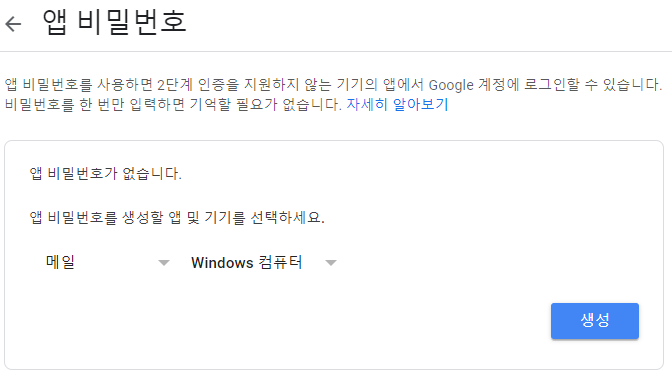 앱 비밀번호
앱 비밀번호를 사용하면 2단계 인증을 지원하지 않는 기기의 앱에서 Google 계정에 로그인할 수 있습니다.
비밀번호를 한 번만 입력하면 기억할 필요가 없습니다. 자세히 알아보기
앱 비밀번호가 없습니다.
앱 비밀번호를 생성할 앱 및 기기를 선택하세요.
메일 Windows 컴퓨터
생성